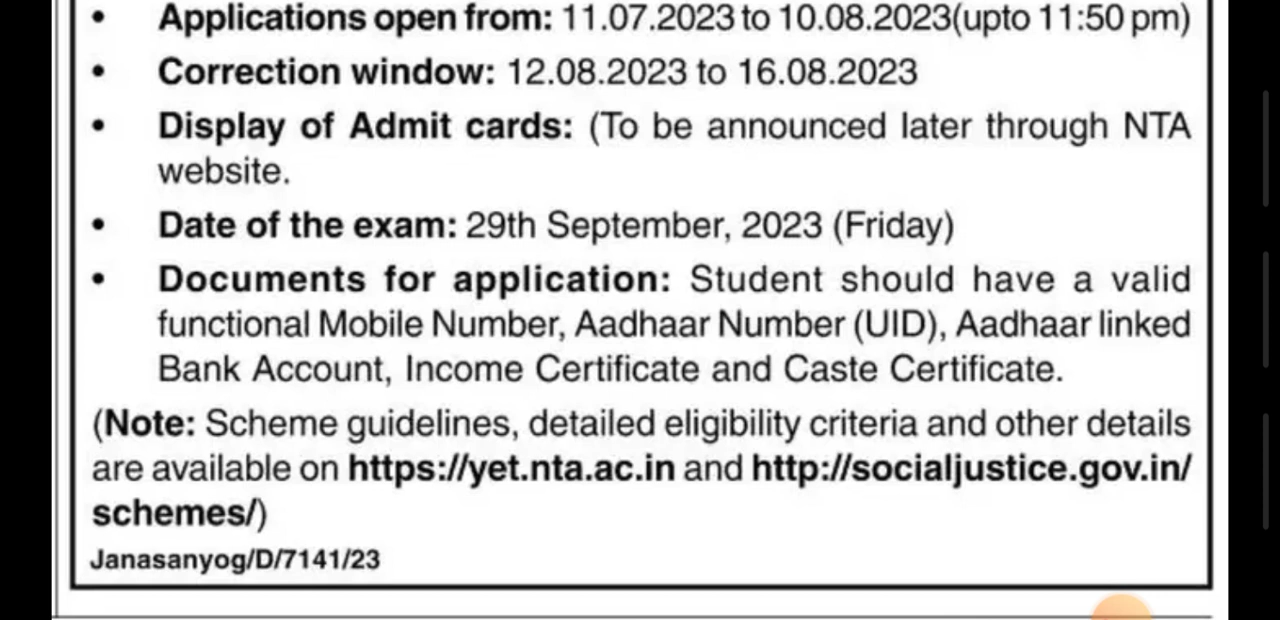 • Applications open from: 11.07.2023 to 10.08.2023(upto 11:50 pm)
• Correction window: 12.08.2023 to 16.08.2023
• Display of Admit cards: (To be announced later through NTA
website.
• Date of the exam: 29th September, 2023 (Friday)
• Documents for application: Student should have a valid
functional Mobile Number, Aadhaar Number (UID), Aadhaar linked
Bank Account, Income Certificate and Caste Certificate.
(Note: Scheme guidelines, detailed eligibility criteria and other details
are available on https://yet.nta.ac.in and http://socialjustice.gov.in/
schemes/)
Janasanyog/D/7141/23